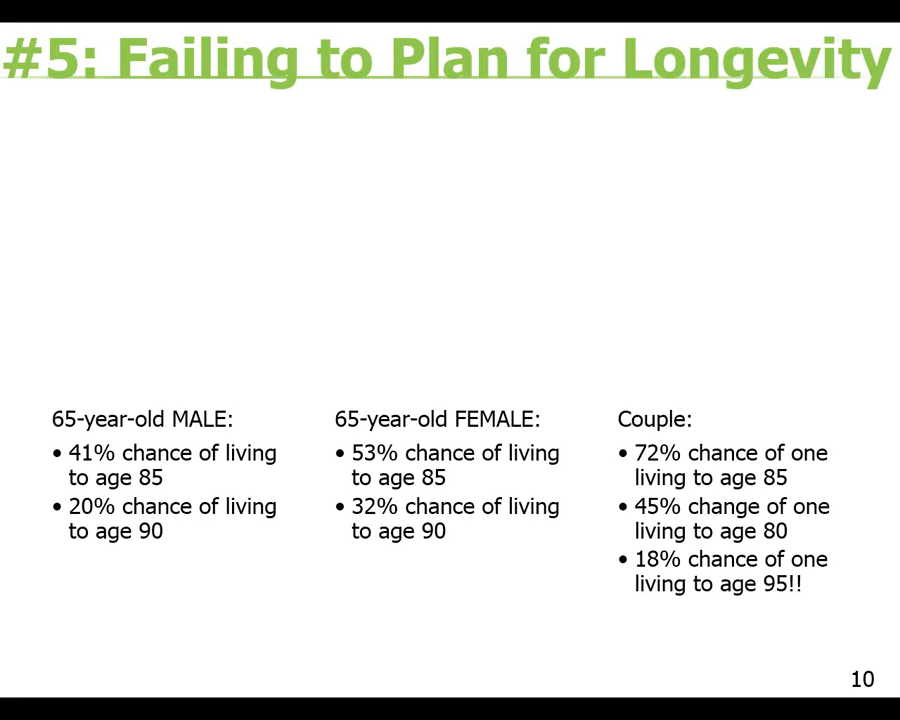 #5: Failing to Plan for Longevity
65-year-old MALE:
• 41% chance of living
to age 85
• 20% chance of living
to age 90
65-year-old FEMALE:
• 53% chance of living
to age 85
• 32% chance of living
to age 90
Couple:
• 72% chance of one
living to age 85
• 45% change of one
living to age 80
• 18% chance of one
living to age 95!!
10